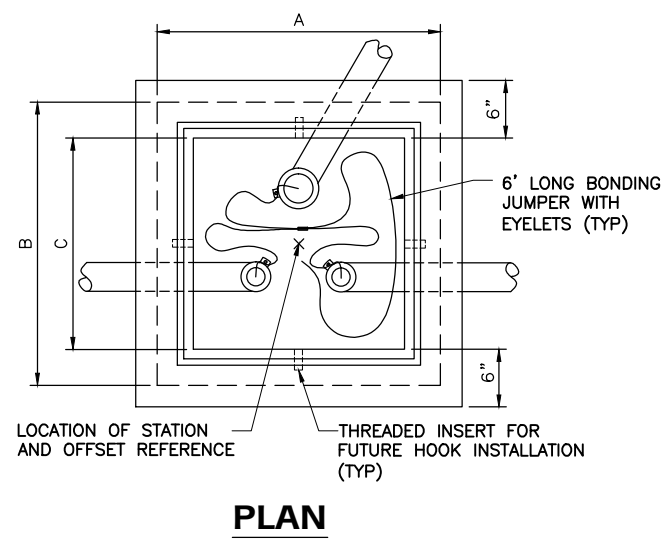 A
6"
6' LONG BONDING
JUMPER WITH
EYELETS (TYP)
B
C
6"
LOCATION OF STATION
AND OFFSET REFERENCE
THREADED INSERT FOR
FUTURE HOOK INSTALLATION
(TYP)
PLAN